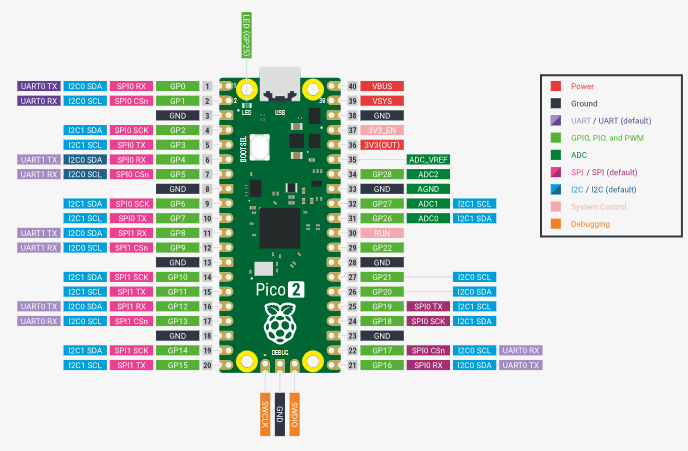 LED (GP25)
UART0 TX I2C0 SDA SPI0 RX GP0 1
UART0 RX I2C0 SCL SPI0 CSn GP1 2
GND 3
I2C1 SDA SPI0 SCK GP2 4
I2C1 SCL SPI0 TX GP3 5
UART1 TX I2C0 SDA SPI0 RX GP4 6
UART1 RX I2C0 SCL SPI0 CSn GP5 7
GND 8
I2C1 SDA SPI0 SCK GP6 9
I2C1 SCL SPI0 TX GP7 10
UART1 TX I2C0 SDA SPI1 RX GP8 11
UART1 RX I2C0 SCL SPI1 CSn GP9 12
GND 13
I2C1 SDA SPI1 SCK GP10 14
I2C1 SCL SPI1 TX GP11 15
UART0 TX I2C0 SDA SPI1 RX GP12 16
UART0 RX I2C0 SCL SPI1 CSn GP13 17
GND 18
I2C1 SDA SPI1 SCK GP14 19
I2C1 SCL SPI1 TX GP15 20
1
2
LED
USB
39
BOOTSEL
Pico 2
DEBUG
SWCLK
GND
SWDIO
40 VBUS
39 VSYS
38 GND
37 3V3_EN
36 3V3(OUT)
35 ADC_VREF
34 GP28 ADC2
33 GND AGND
32 GP27 ADC1 I2C1 SCL
31 GP26 ADC0 I2C1 SDA
30 RUN
29 GP22
28 GND
27 GP21 I2C0 SCL
26 GP20 I2C0 SDA
25 GP19 SPI0 TX I2C1 SCL
24 GP18 SPI0 SCK I2C1 SDA
23 GND
22 GP17 SPI0 CSn I2C0 SCL UART0 RX
21 GP16 SPI0 RX I2C0 SDA UART0 TX
Power
Ground
UART / UART (default)
GPIO, PIO, and PWM
ADC
SPI / SPI (default)
I2C / I2C (default)
System Control
Debugging